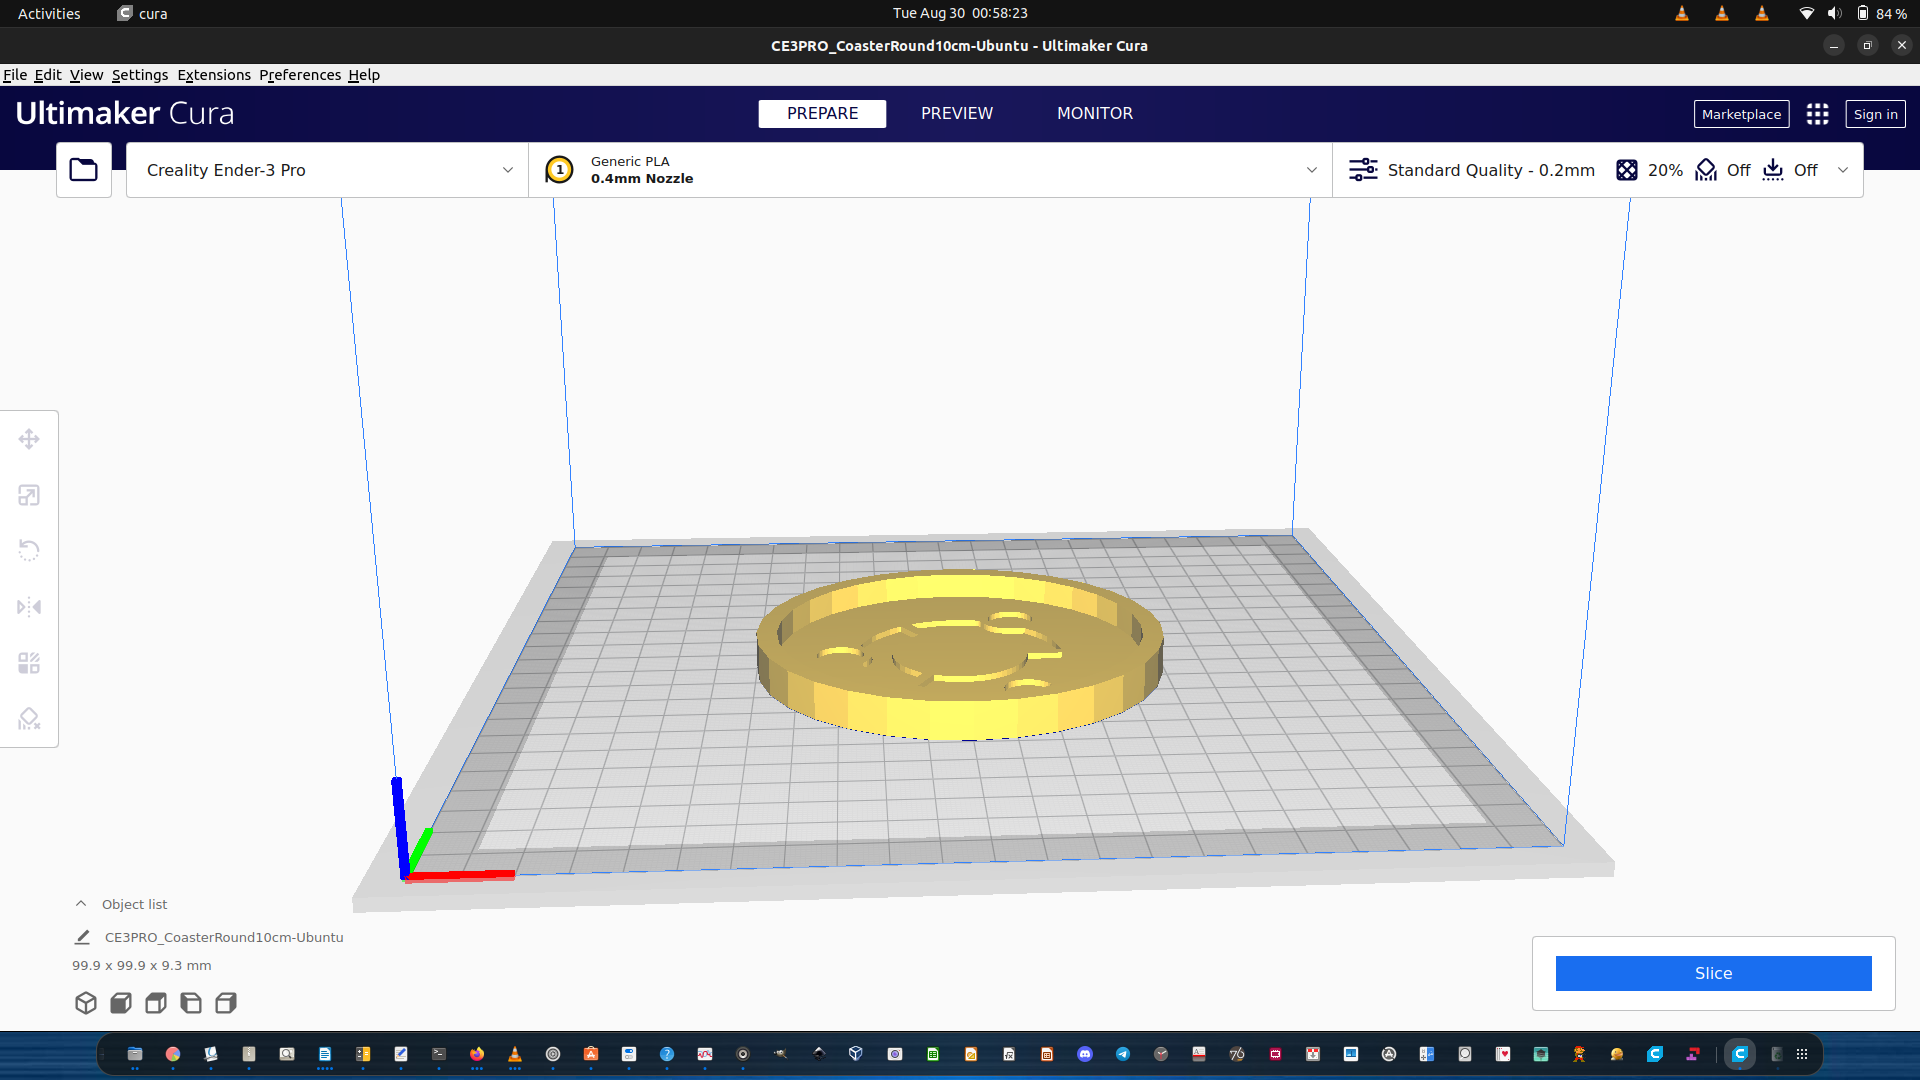 Activities cura Tue Aug 30 00:58:23 84 %
CE3PRO_CoasterRound10cm-Ubuntu - Ultimaker Cura
File Edit View Settings Extensions Preferences Help
Ultimaker Cura PREPARE PREVIEW MONITOR Marketplace Sign in
Creality Ender-3 Pro 1 Generic PLA
0.4mm Nozzle
Standard Quality - 0.2mm 20% Off Off
Object list
CE3PRO_CoasterRound10cm-Ubuntu
99.9 x 99.9 x 9.3 mm
Slice